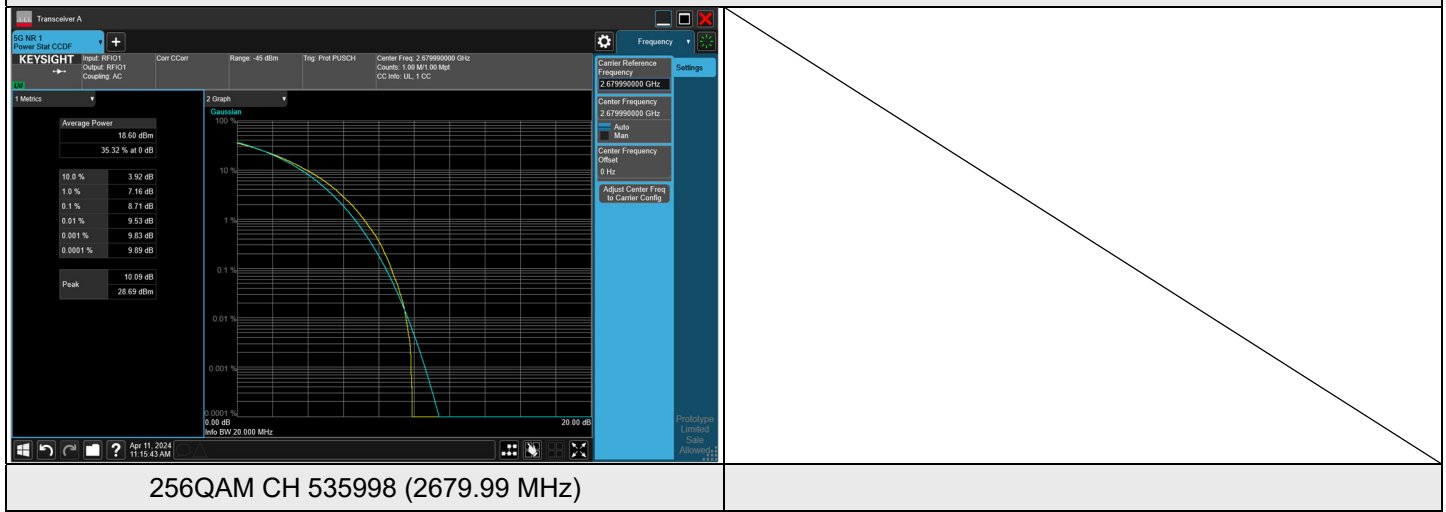 Transceiver A
5G NR 1
Power Stat CCDF
+
Frequency
KEYSIGHT
Input: RFIO1
Output: RFIO1
Coupling: AC
Corr CCorr
Range: -45 dBm
Trig: Prot PUSCH
Center Freq: 2.679990000 GHz
Counts: 1.00 M/1.00 Mpt
CC Info: UL, 1 CC
LXI
Carrier Reference
Frequency
2.679990000 GHz
Settings
Center Frequency
2.679990000 GHz
Auto
Man
Center Frequency
Offset
0 Hz
Adjust Center Freq
to Carrier Config
1 Metrics
Average Power
18.60 dBm
35.32 % at 0 dB
10.0 % 3.92 dB
1.0 % 7.16 dB
0.1 % 8.71 dB
0.01 % 9.53 dB
0.001 % 9.83 dB
0.0001 % 9.89 dB
Peak
10.09 dB
28.69 dBm
2 Graph
Gaussian
100 %
10 %
1 %
0.1 %
0.01 %
0.001 %
0.0001 %
0.00 dB 20.00 dB
Info BW 20.000 MHz
Prototype
Limited
Sale
Allowed
?
Apr 11, 2024
11:15:43 AM
256QAM CH 535998 (2679.99 MHz)